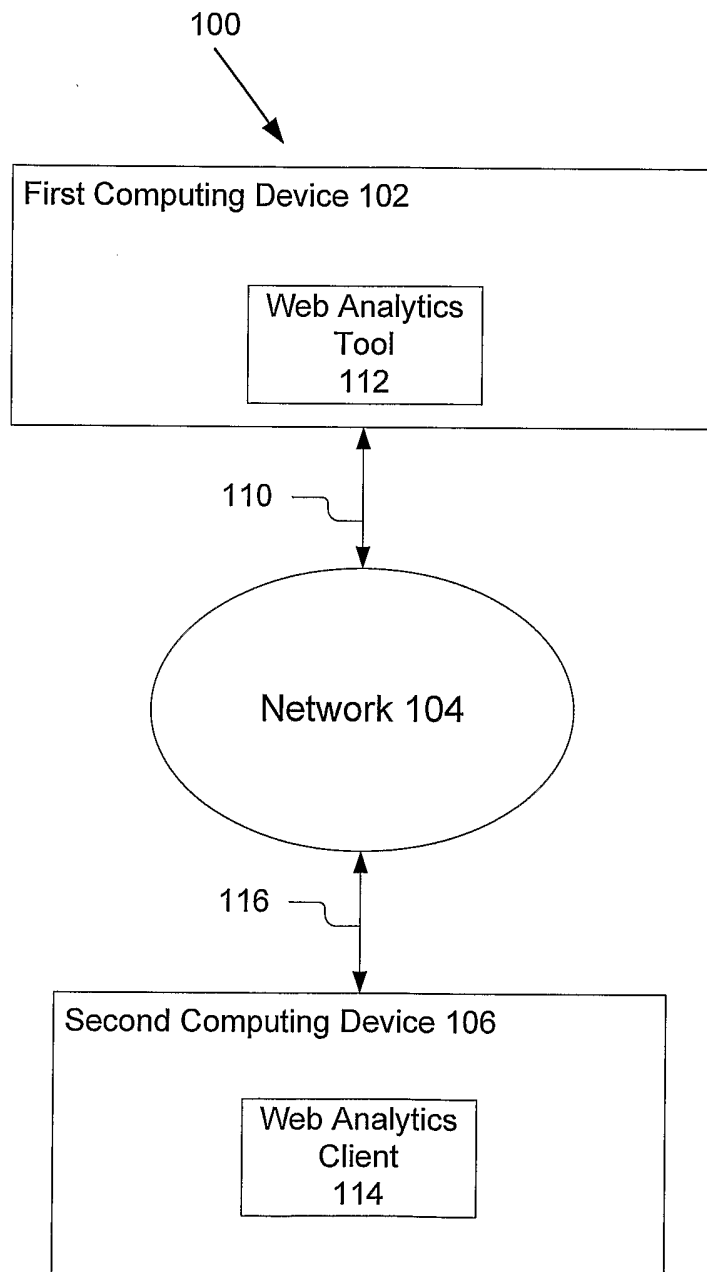 100
First Computing Device 102
Web Analytics
Tool
112
110
Network 104
116
Second Computing Device 106
Web Analytics
Client
114